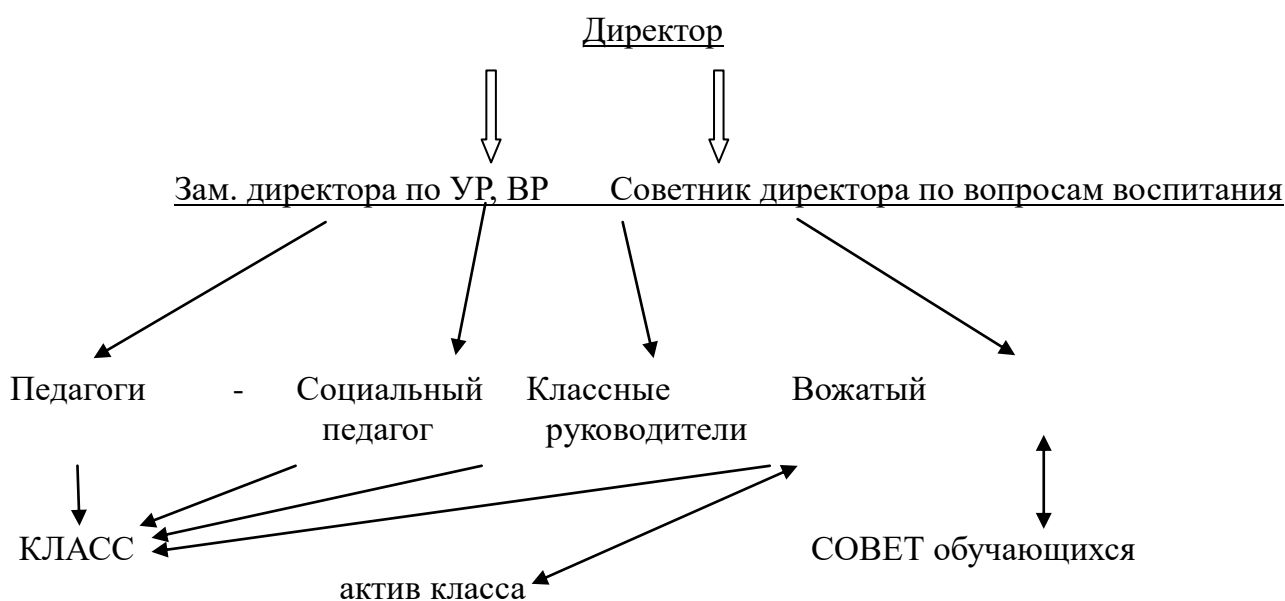 Директор
Зам. директора по УР, ВР Советник директора по вопросам воспитания
Педагоги - Социальный педагог Классные руководители Вожатый
КЛАСС СОВЕТ обучающихся
актив класса